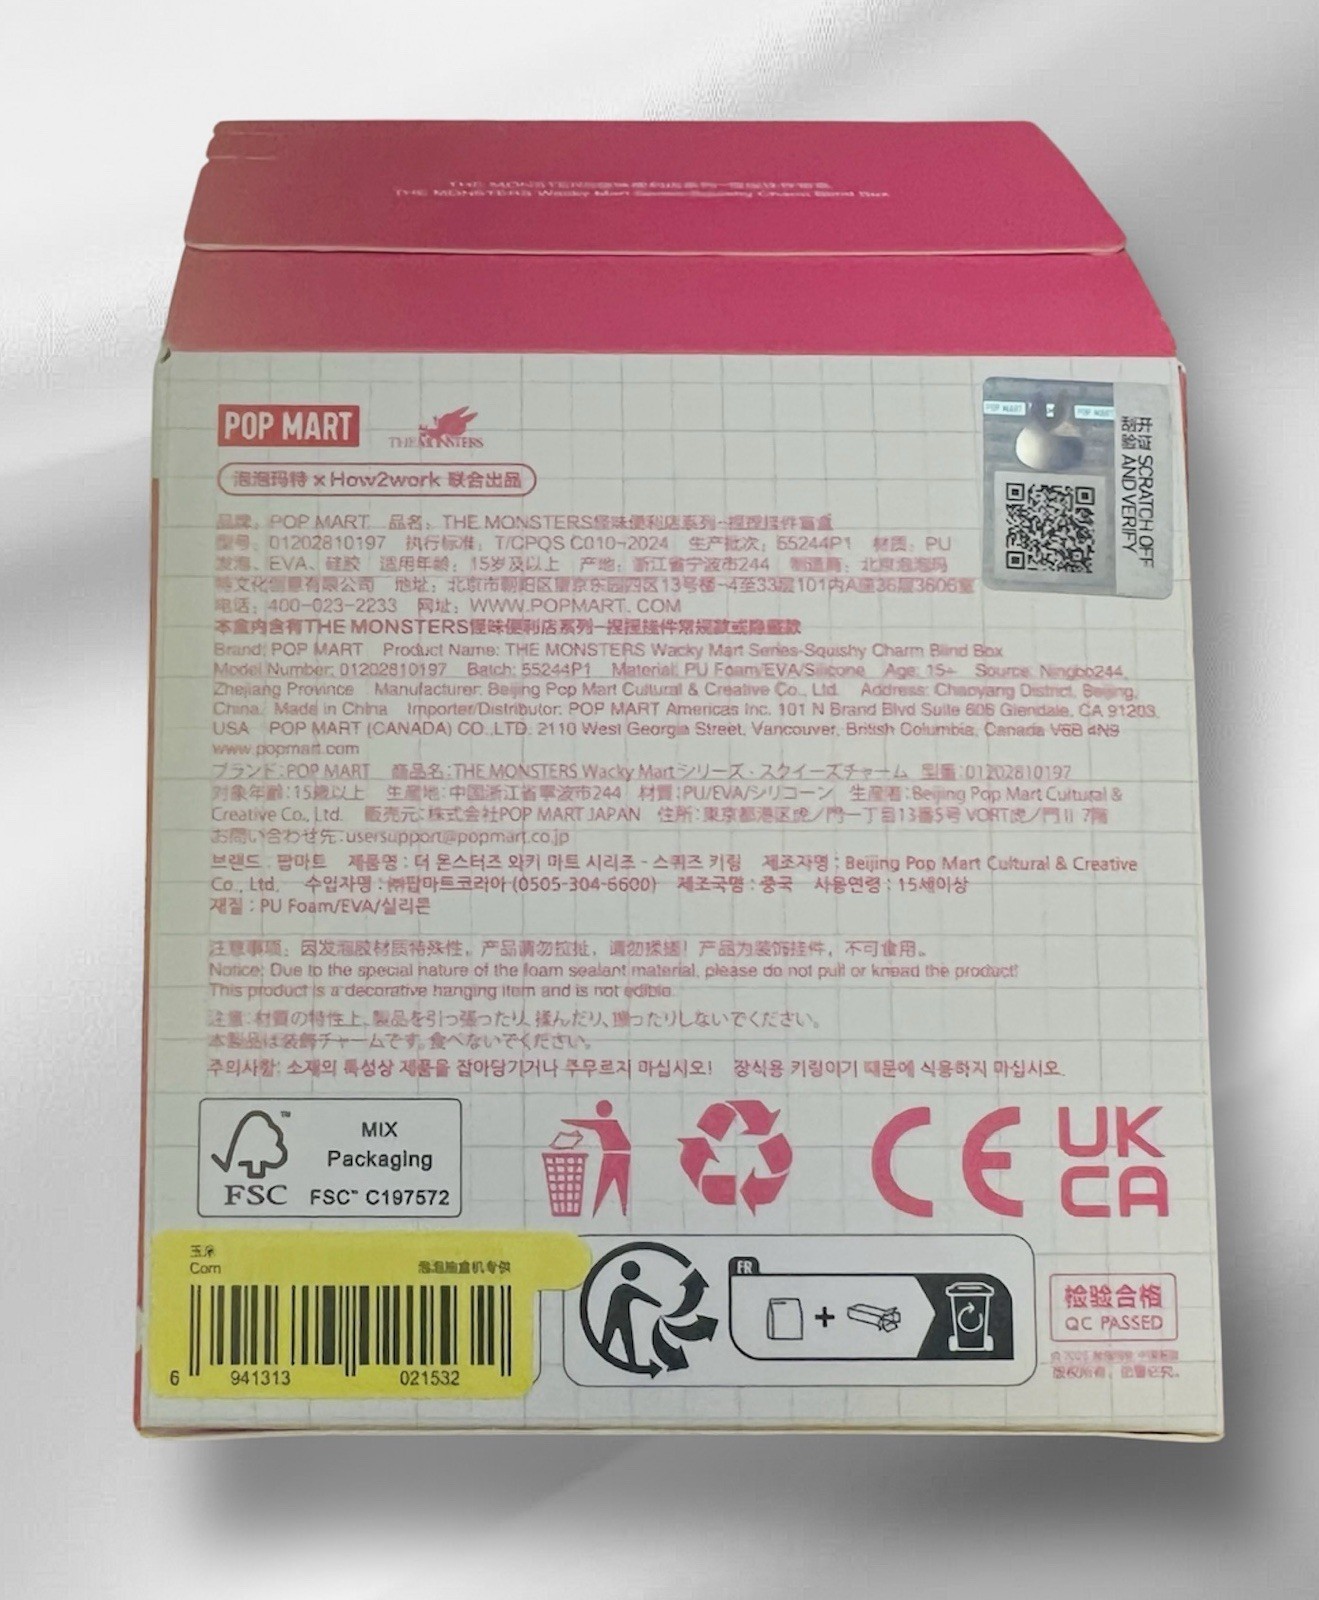 THE MONSTERS怪味便利店系列-捏捏挂件盲盒
THE MONSTERS Wacky Mart Series-Squishy Charm Blind Box
POP MART
THE MONSTERS
泡泡玛特 x How2work 联合出品
POP MART
POP MART
开盒 SCRATCH OFF
刮验 AND VERIFY
品牌：POP MART 品名：THE MONSTERS怪味便利店系列-捏捏挂件盲盒
型号：01202810197 执行标准：T/CPQS C010-2024 生产批次：55244P1 材质：PU
发泡、EVA、硅胶 适用年龄：15岁及以上 产地：浙江省宁波市244 制造商：北京泡泡玛
特文化创意有限公司 地址：北京市朝阳区望京东园四区13号楼-4至33层101内A座36层3606室
电话：400-023-2233 网址：WWW.POPMART.COM
本盒内含有THE MONSTERS怪味便利店系列-捏捏挂件常规款或隐藏款
Brand: POP MART Product Name: THE MONSTERS Wacky Mart Series-Squishy Charm Blind Box
Model Number: 01202810197 Batch: 55244P1 Material: PU Foam/EVA/Silicone Age: 15+ Source: Ningbo244,
Zhejiang Province Manufacturer: Beijing Pop Mart Cultural & Creative Co., Ltd. Address: Chaoyang District, Beijing,
China. Made in China Importer/Distributor: POP MART Americas Inc. 101 N Brand Blvd Suite 606 Glendale, CA 91203,
USA POP MART (CANADA) CO.,LTD. 2110 West Georgia Street, Vancouver, British Columbia, Canada V6B 4N9
www.popmart.com
ブランド:POP MART 商品名:THE MONSTERS Wacky Martシリーズ・スクイーズチャーム 型番:01202810197
対象年齢:15歳以上 生産地:中国浙江省寧波市244 材質:PU/EVA/シリコーン 生産者:Beijing Pop Mart Cultural &
Creative Co., Ltd. 販売元:株式会社POP MART JAPAN 住所:東京都港区虎ノ門一丁目13番5号 VORT虎ノ門 II 7階
お問い合わせ先:usersupport@popmart.co.jp
브랜드 : 팝마트 제품명 : 더 몬스터즈 와키 마트 시리즈 - 스퀴즈 키링 제조자명 : Beijing Pop Mart Cultural & Creative
Co., Ltd. 수입자명 : ㈜팝마트코리아 (0505-304-6600) 제조국명 : 중국 사용연령 : 15세이상
재질 : PU Foam/EVA/실리콘
注意事项：因发泡胶材质特殊性，产品请勿拉扯，请勿揉搓！产品为装饰挂件，不可食用。
Notice: Due to the special nature of the foam sealant material, please do not pull or knead the product!
This product is a decorative hanging item and is not edible.
注意:材質の特性上、製品を引っ張ったり、揉んだり、擦ったりしないでください。
本製品は装飾チャームです。食べないでください。
주의사항: 소재의 특성상 제품을 잡아당기거나 주무르지 마십시오! 장식용 키링이기 때문에 식용하지 마십시오.
FSC™
MIX
Packaging
FSC™ C197572
CE
UK
CA
玉米
Corn
泡泡抽盒机专供
6 941313 021532
FR
+
检验合格
QC PASSED
版权所有，仿冒必究。